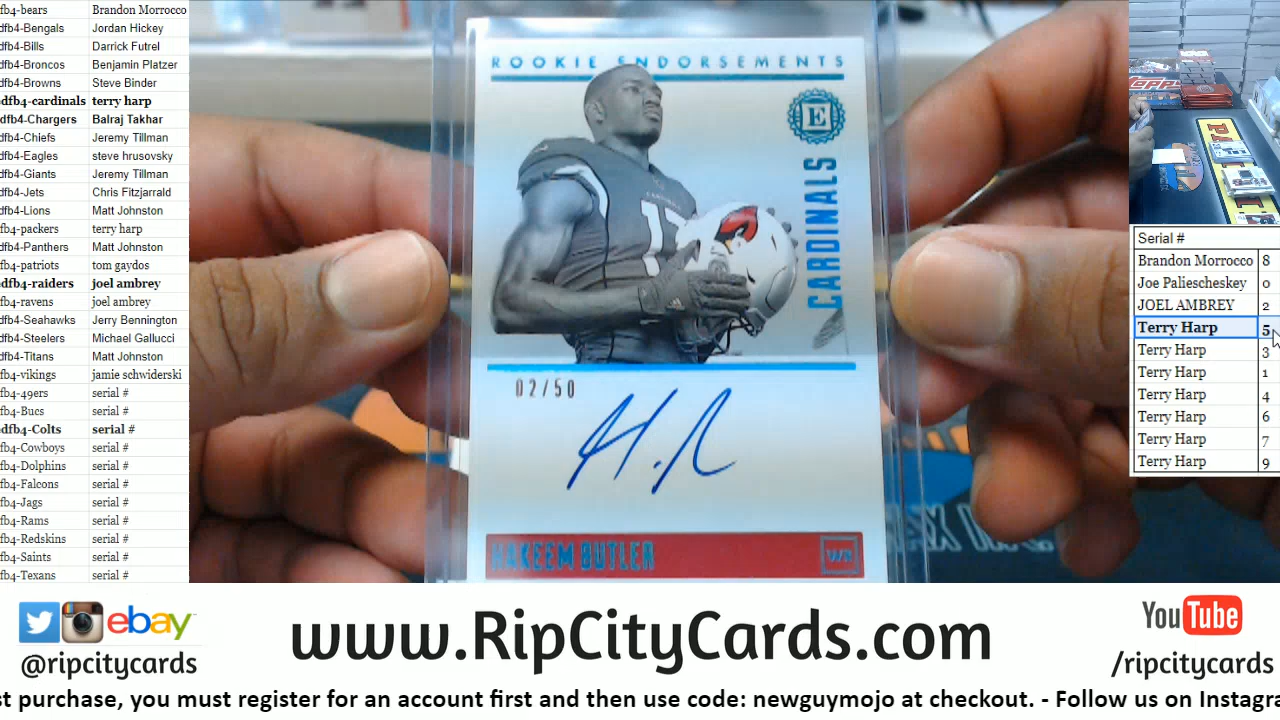 fb4-bears Brandon Morrocco
dfb4-Bengals Jordan Hickey
dfb4-Bills Darrick Futrel
dfb4-Broncos Benjamin Platzer
dfb4-Browns Steve Binder
dfb4-cardinals terry harp
dfb4-Chargers Balraj Takhar
fb4-Chiefs Jeremy Tillman
dfb4-Eagles steve hrusovsky
dfb4-Giants Jeremy Tillman
dfb4-Jets Chris Fitzjarrald
dfb4-Lions Matt Johnston
fb4-packers terry harp
dfb4-Panthers Matt Johnston
fb4-patriots tom gaydos
dfb4-raiders joel ambrey
fb4-ravens joel ambrey
dfb4-Seahawks Jerry Bennington
dfb4-Steelers Michael Gallucci
dfb4-Titans Matt Johnston
fb4-vikings jamie schwiderski
fb4-49ers serial #
fb4-Bucs serial #
dfb4-Colts serial #
fb4-Cowboys serial #
fb4-Dolphins serial #
fb4-Falcons serial #
fb4-Jags serial #
fb4-Rams serial #
fb4-Redskins serial #
fb4-Saints serial #
fb4-Texans serial #
ROOKIE ENDORSEMENTS
E
CARDINALS
02/50
HAKEEM BUTLER
WR
Serial #
Brandon Morrocco 8
Joe Paliescheskey 0
JOEL AMBREY 2
Terry Harp 5
Terry Harp 3
Terry Harp 1
Terry Harp 4
Terry Harp 6
Terry Harp 7
Terry Harp 9
ebay
@ripcitycards
www.RipCityCards.com
YouTube
/ripcitycards
st purchase, you must register for an account first and then use code: newguymojo at checkout. - Follow us on Instagra